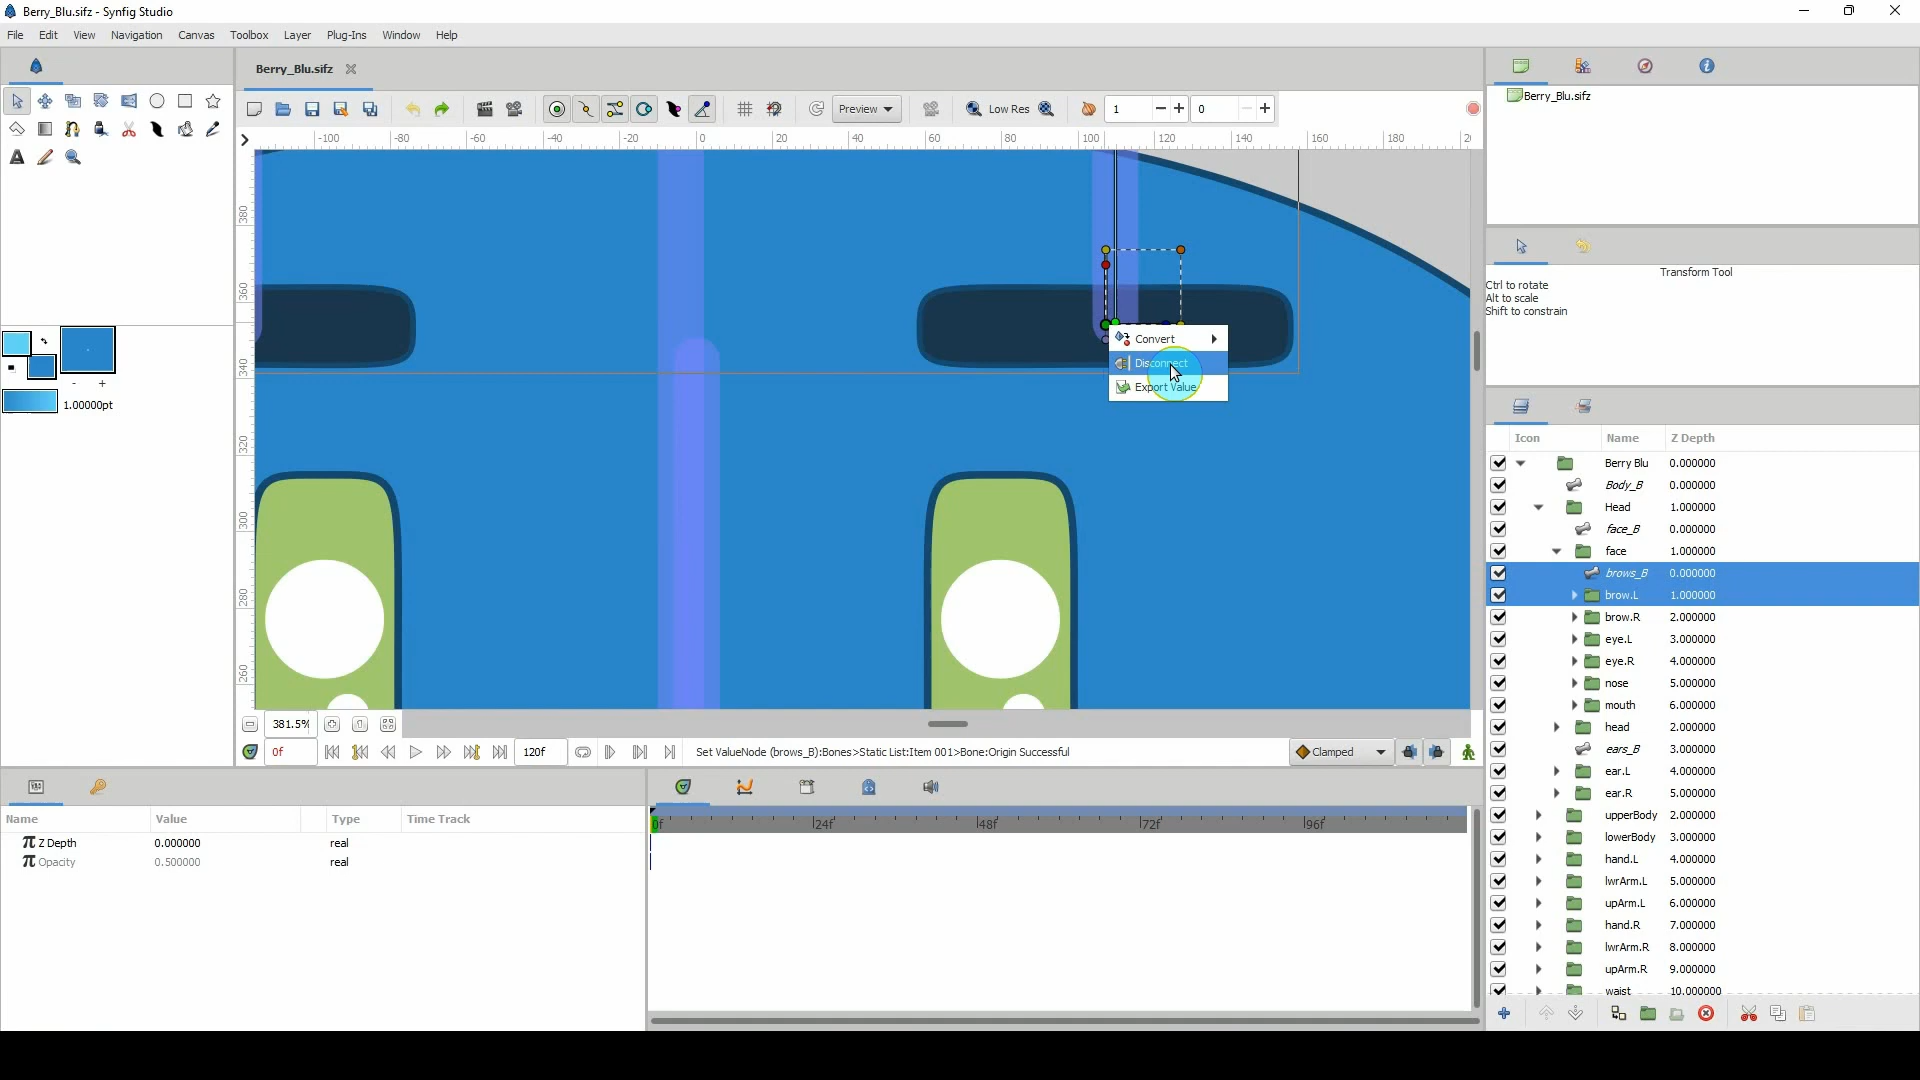 Berry_Blu.sifz - Synfig Studio
File Edit View Navigation Canvas Toolbox Layer Plug-Ins Window Help
Berry_Blu.sifz
Preview Low Res 1 0
-100 -80 -60 -40 -20 0 20 40 60 80 100 120 140 160 180
380
360
340
320
300
280
260
Convert
Disconnect
Export Value
1.00000pt
- +
381.5%
0f 120f Set ValueNode (brows_B):Bones>Static List:Item 001>Bone:Origin Successful Clamped
Name Value Type Time Track
Z Depth 0.000000 real
Opacity 0.500000 real
0f 24f 48f 72f 96f
Berry_Blu.sifz
Transform Tool
Ctrl to rotate
Alt to scale
Shift to constrain
Icon Name Z Depth
Berry Blu 0.000000
Body_B 0.000000
Head 1.000000
face_B 0.000000
face 1.000000
brows_B 0.000000
brow.L 1.000000
brow.R 2.000000
eye.L 3.000000
eye.R 4.000000
nose 5.000000
mouth 6.000000
head 2.000000
ears_B 3.000000
ear.L 4.000000
ear.R 5.000000
upperBody 2.000000
lowerBody 3.000000
hand.L 4.000000
lwrArm.L 5.000000
upArm.L 6.000000
hand.R 7.000000
lwrArm.R 8.000000
upArm.R 9.000000
waist 10.000000